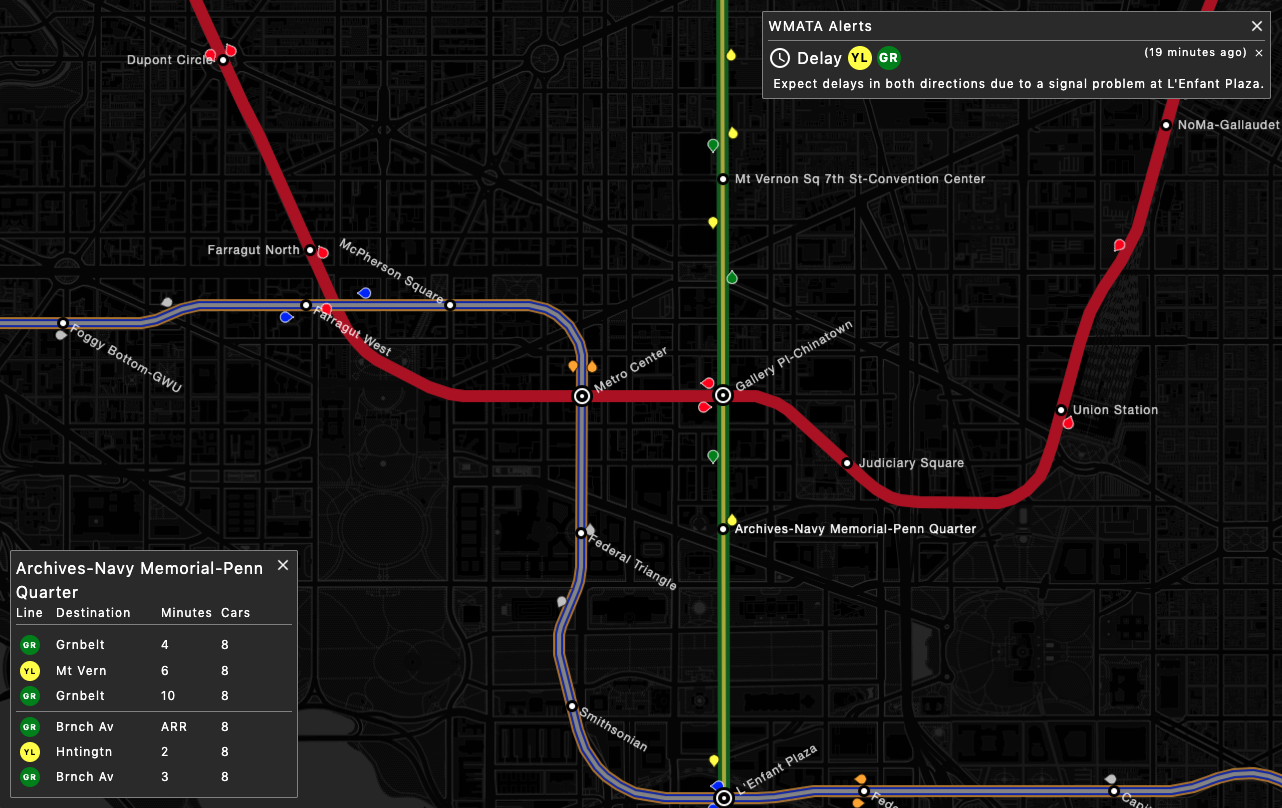 WMATA Alerts
Delay YL GR (19 minutes ago)
Expect delays in both directions due to a signal problem at L'Enfant Plaza.
Dupont Circle
NoMa-Gallaudet
Mt Vernon Sq 7th St-Convention Center
Farragut North
McPherson Square
Farragut West
Foggy Bottom-GWU
Metro Center
Gallery Pl-Chinatown
Union Station
Judiciary Square
Archives-Navy Memorial-Penn Quarter
Federal Triangle
Smithsonian
L'Enfant Plaza
Fede
Capi
Archives-Navy Memorial-Penn
Quarter
Line Destination Minutes Cars
GR Grnbelt 4 8
YL Mt Vern 6 8
GR Grnbelt 10 8
GR Brnch Av ARR 8
YL Hntingtn 2 8
GR Brnch Av 3 8